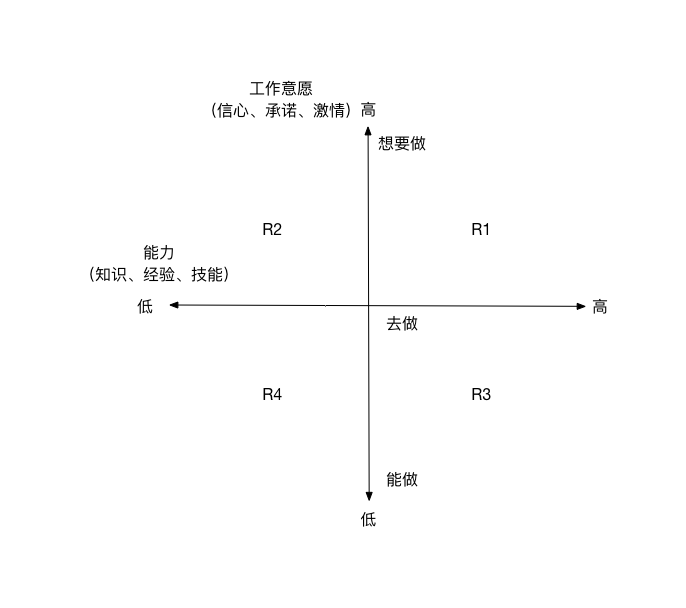 工作意愿
（信心、承诺、激情）高
想要做
R2
R1
能力
（知识、经验、技能）
低
高
去做
R4
R3
能做
低